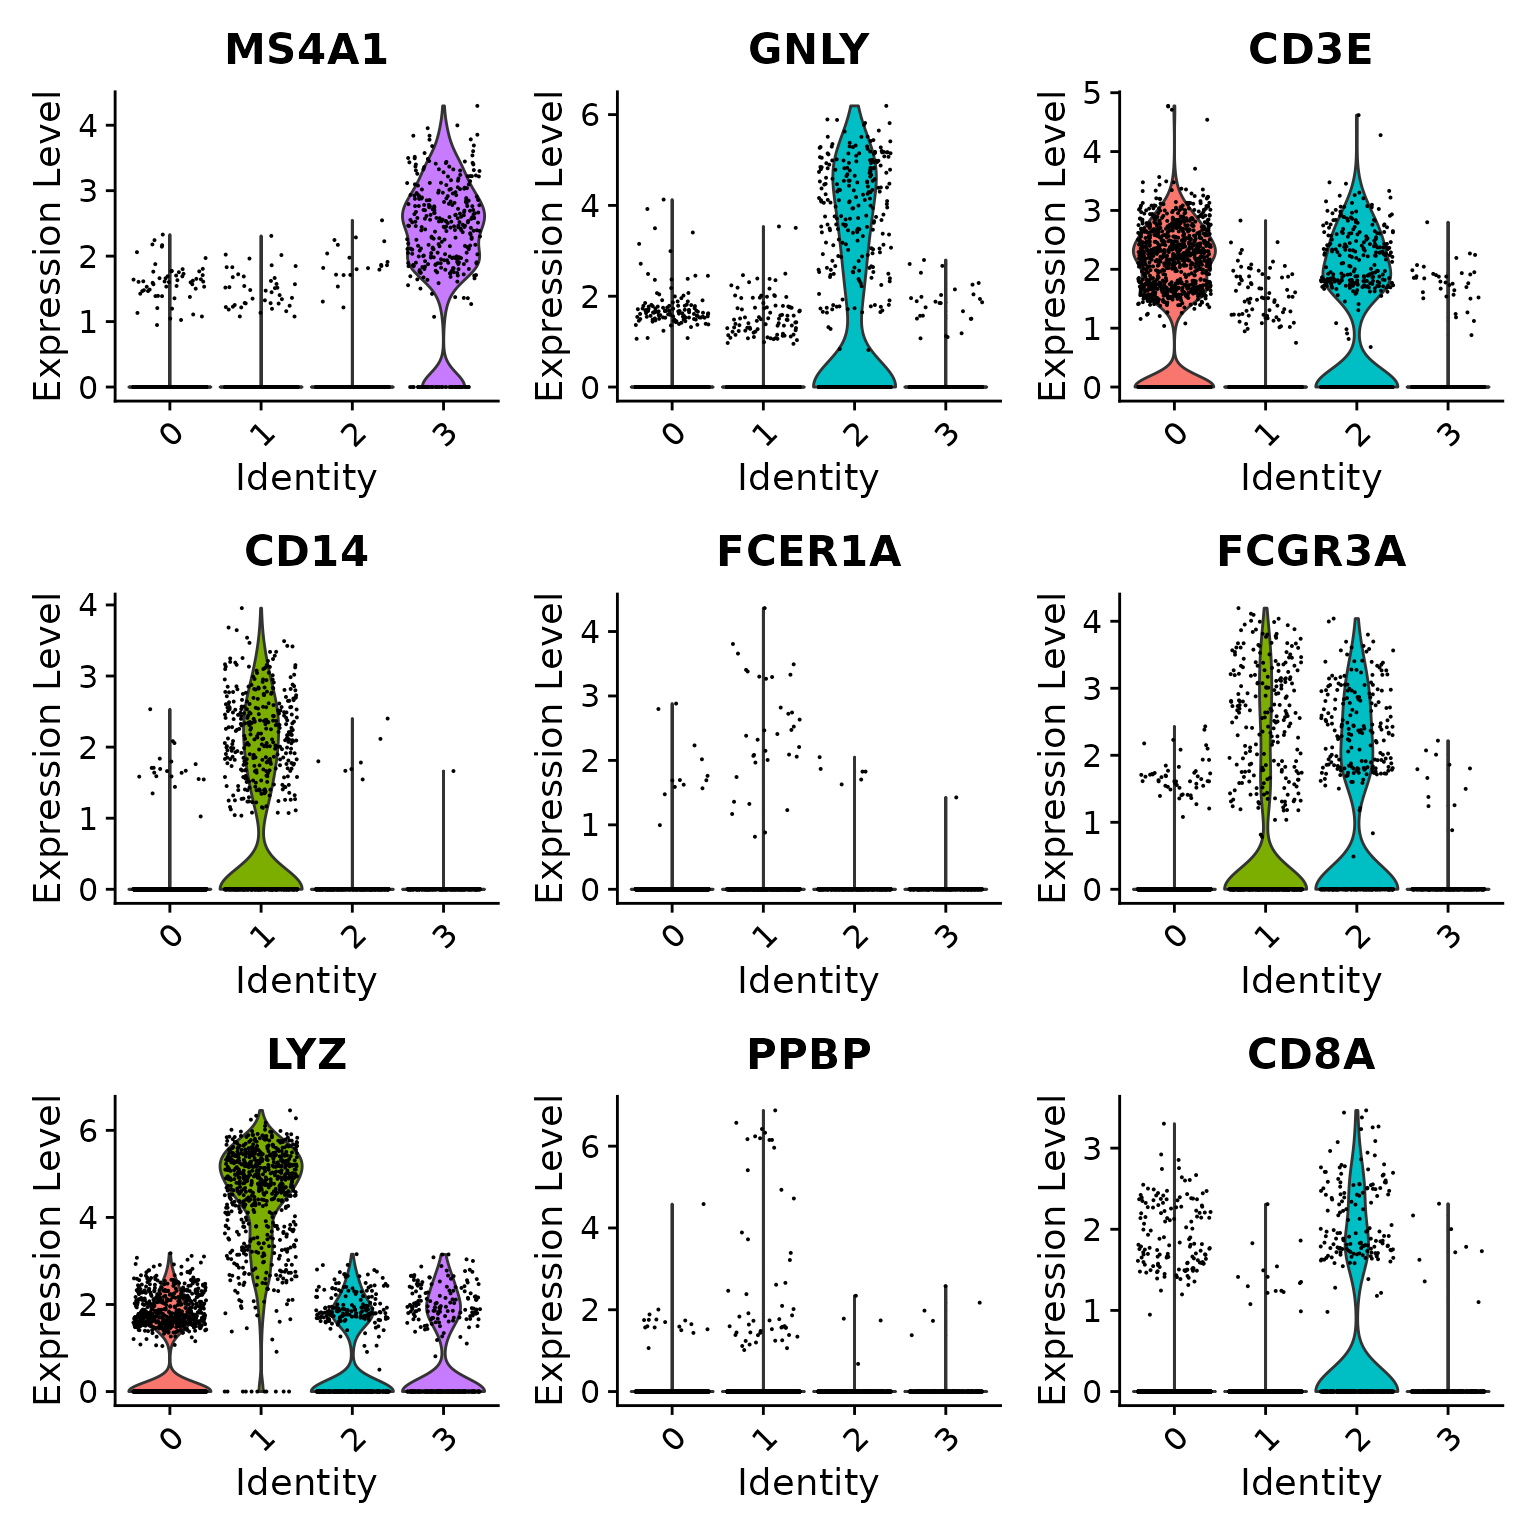 MS4A1
Expression Level
4
3
2
1
0
0 1 2 3
Identity
GNLY
Expression Level
6
4
2
0
0 1 2 3
Identity
CD3E
Expression Level
5
4
3
2
1
0
0 1 2 3
Identity
CD14
Expression Level
4
3
2
1
0
0 1 2 3
Identity
FCER1A
Expression Level
4
3
2
1
0
0 1 2 3
Identity
FCGR3A
Expression Level
4
3
2
1
0
0 1 2 3
Identity
LYZ
Expression Level
6
4
2
0
0 1 2 3
Identity
PPBP
Expression Level
6
4
2
0
0 1 2 3
Identity
CD8A
Expression Level
3
2
1
0
0 1 2 3
Identity